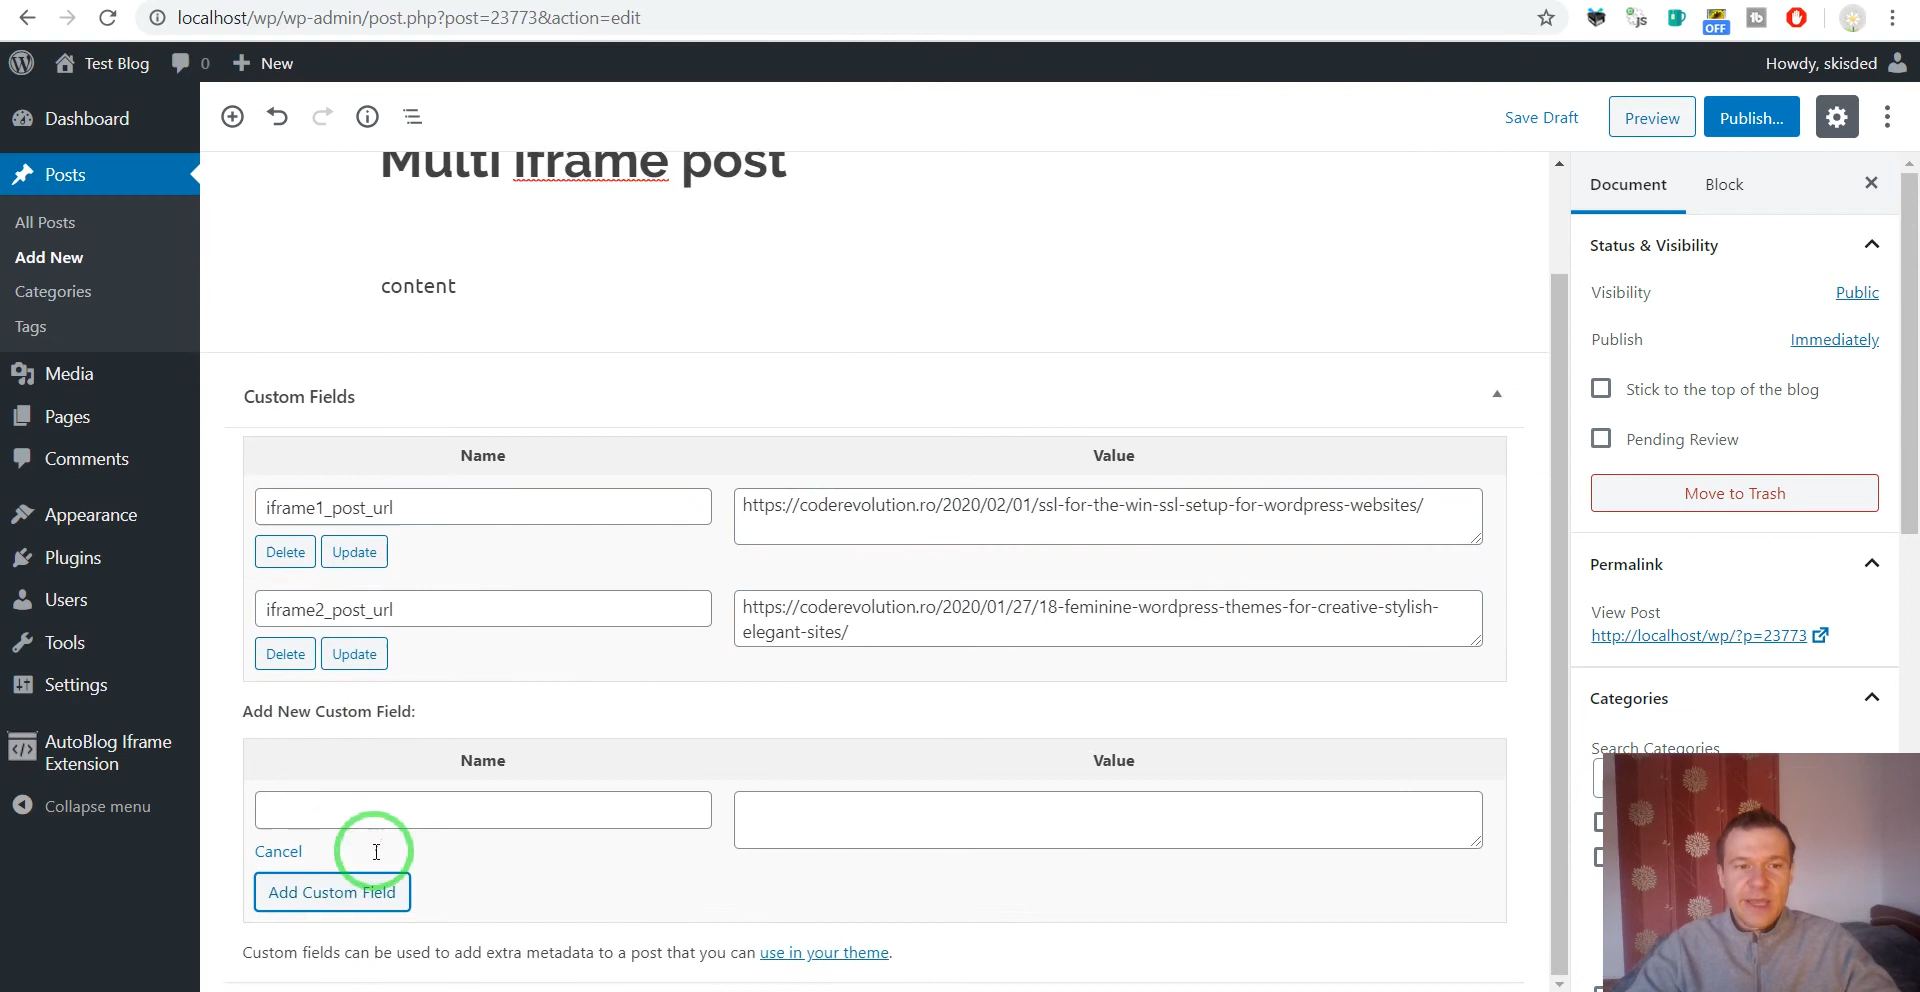 localhost/wp/wp-admin/post.php?post=23773&action=edit
js
OFF
tb
Test Blog
0
New
Howdy, skisded
Dashboard
Posts
All Posts
Add New
Categories
Tags
Media
Pages
Comments
Appearance
Plugins
Users
Tools
Settings
AutoBlog Iframe
Extension
Collapse menu
Save Draft
Preview
Publish...
Multi iframe post
content
Custom Fields
Name
Value
iframe1_post_url
https://coderevolution.ro/2020/02/01/ssl-for-the-win-ssl-setup-for-wordpress-websites/
Delete
Update
iframe2_post_url
https://coderevolution.ro/2020/01/27/18-feminine-wordpress-themes-for-creative-stylish-
elegant-sites/
Delete
Update
Add New Custom Field:
Name
Value
Cancel
Add Custom Field
Custom fields can be used to add extra metadata to a post that you can use in your theme.
Document
Block
Status & Visibility
Visibility
Public
Publish
Immediately
Stick to the top of the blog
Pending Review
Move to Trash
Permalink
View Post
http://localhost/wp/?p=23773
Categories
Search Categories